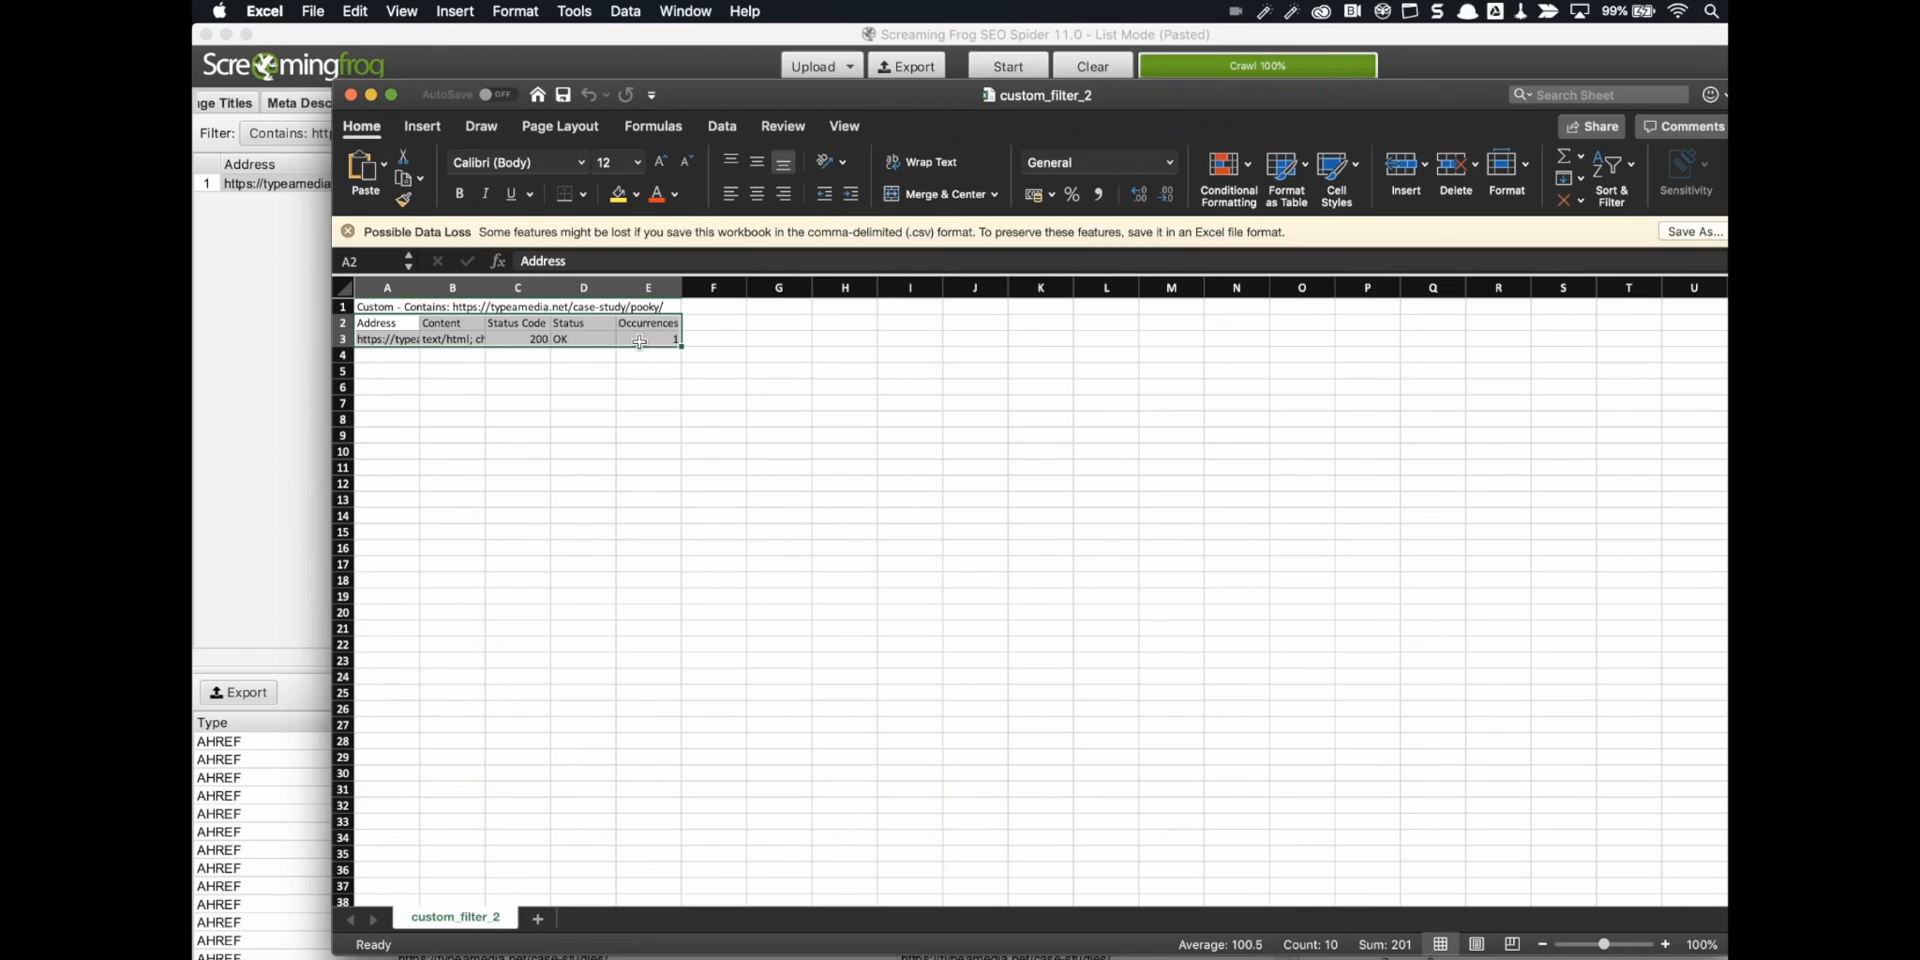 Excel File Edit View Insert Format Tools Data Window Help 99%
Screaming Frog SEO Spider 11.0 - List Mode (Pasted)
Screamingfrog Upload Export Start Clear Crawl 100%
ge Titles Meta Desc
AutoSave OFF custom_filter_2 Search Sheet
Home Insert Draw Page Layout Formulas Data Review View Share Comments
Filter: Contains: htt
Address
1 https://typeamedia
Paste Calibri (Body) 12 Wrap Text General
B I U A Merge & Center % Conditional Formatting Format as Table Cell Styles Insert Delete Format Sort & Filter Sensitivity
Possible Data Loss Some features might be lost if you save this workbook in the comma-delimited (.csv) format. To preserve these features, save it in an Excel file format. Save As...
A2 fx Address
A B C D E F G H I J K L M N O P Q R S T U
1 Custom - Contains: https://typeamedia.net/case-study/pooky/
2 Address Content Status Code Status Occurrences
3 https://typea text/html; ch 200 OK 1
4
5
6
7
8
9
10
11
12
13
14
15
16
17
18
19
20
21
22
23
24
25
26
27
28
29
30
31
32
33
34
35
36
37
38
Export
Type
AHREF
AHREF
AHREF
AHREF
AHREF
AHREF
AHREF
AHREF
AHREF
AHREF
AHREF
AHREF
custom_filter_2
Ready Average: 100.5 Count: 10 Sum: 201 100%